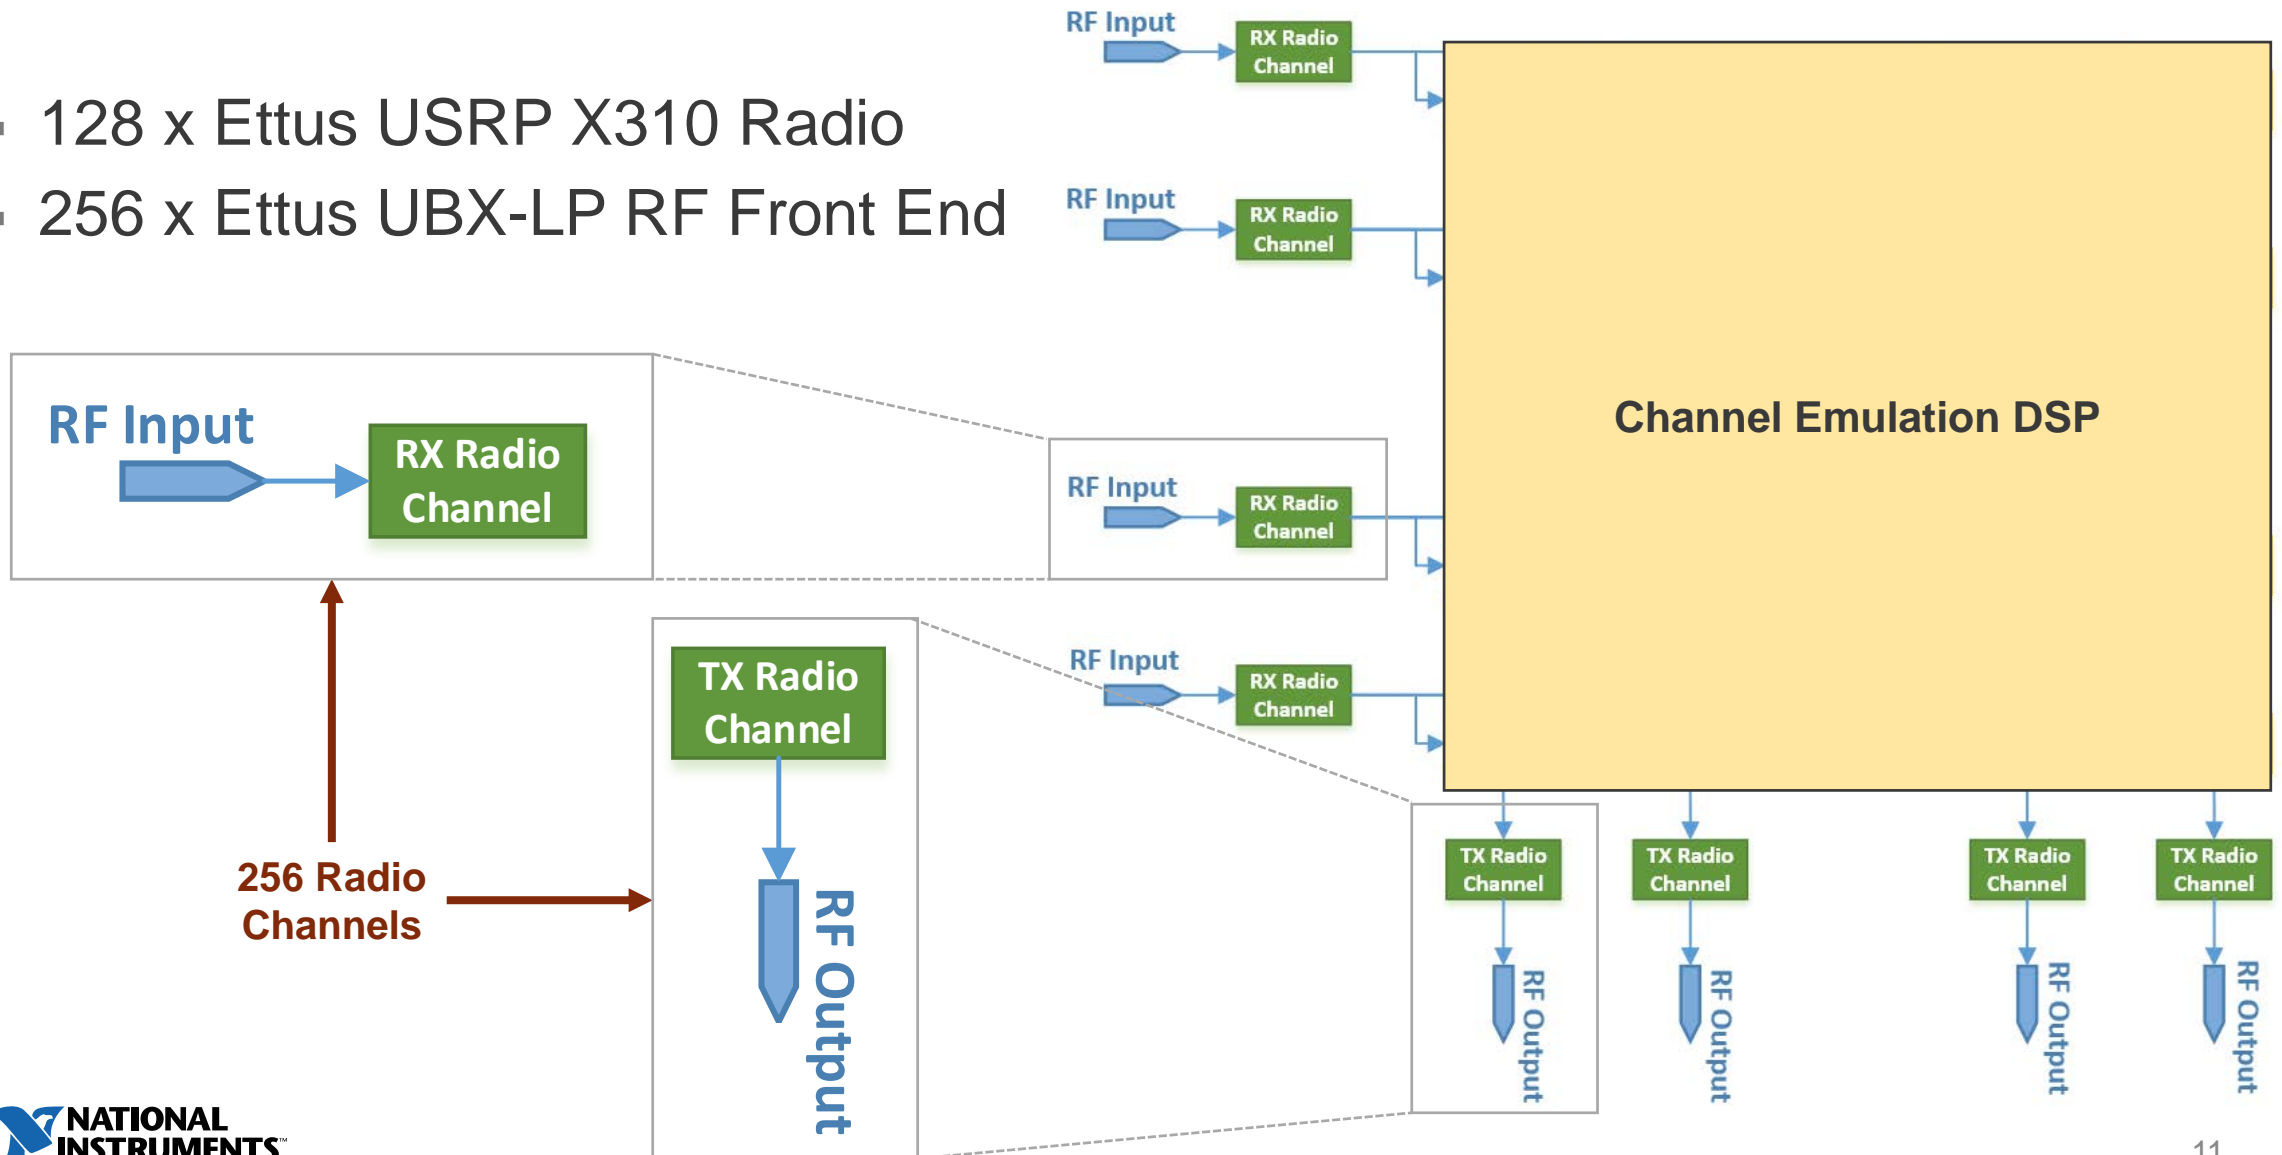 128 x Ettus USRP X310 Radio
256 x Ettus UBX-LP RF Front End
RF Input
RX Radio
Channel
RF Input
RX Radio
Channel
Channel Emulation DSP
RF Input
RX Radio
Channel
RF Input
RX Radio
Channel
RF Input
RX Radio
Channel
TX Radio
Channel
RF Output
256 Radio
Channels
TX Radio
Channel
RF Output
TX Radio
Channel
RF Output
TX Radio
Channel
RF Output
TX Radio
Channel
RF Output
NATIONAL
INSTRUMENTS™
11